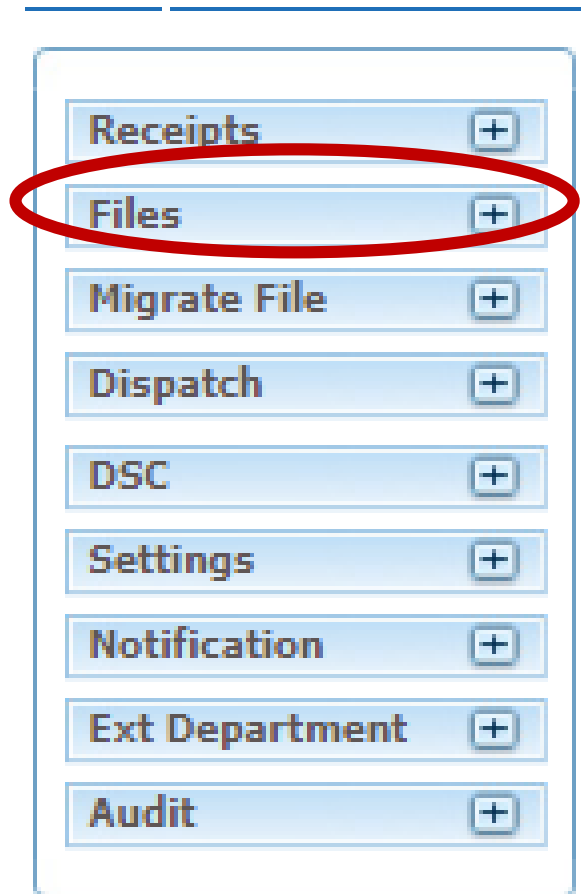 Receipts
Files
Migrate File
Dispatch
DSC
Settings
Notification
Ext Department
Audit